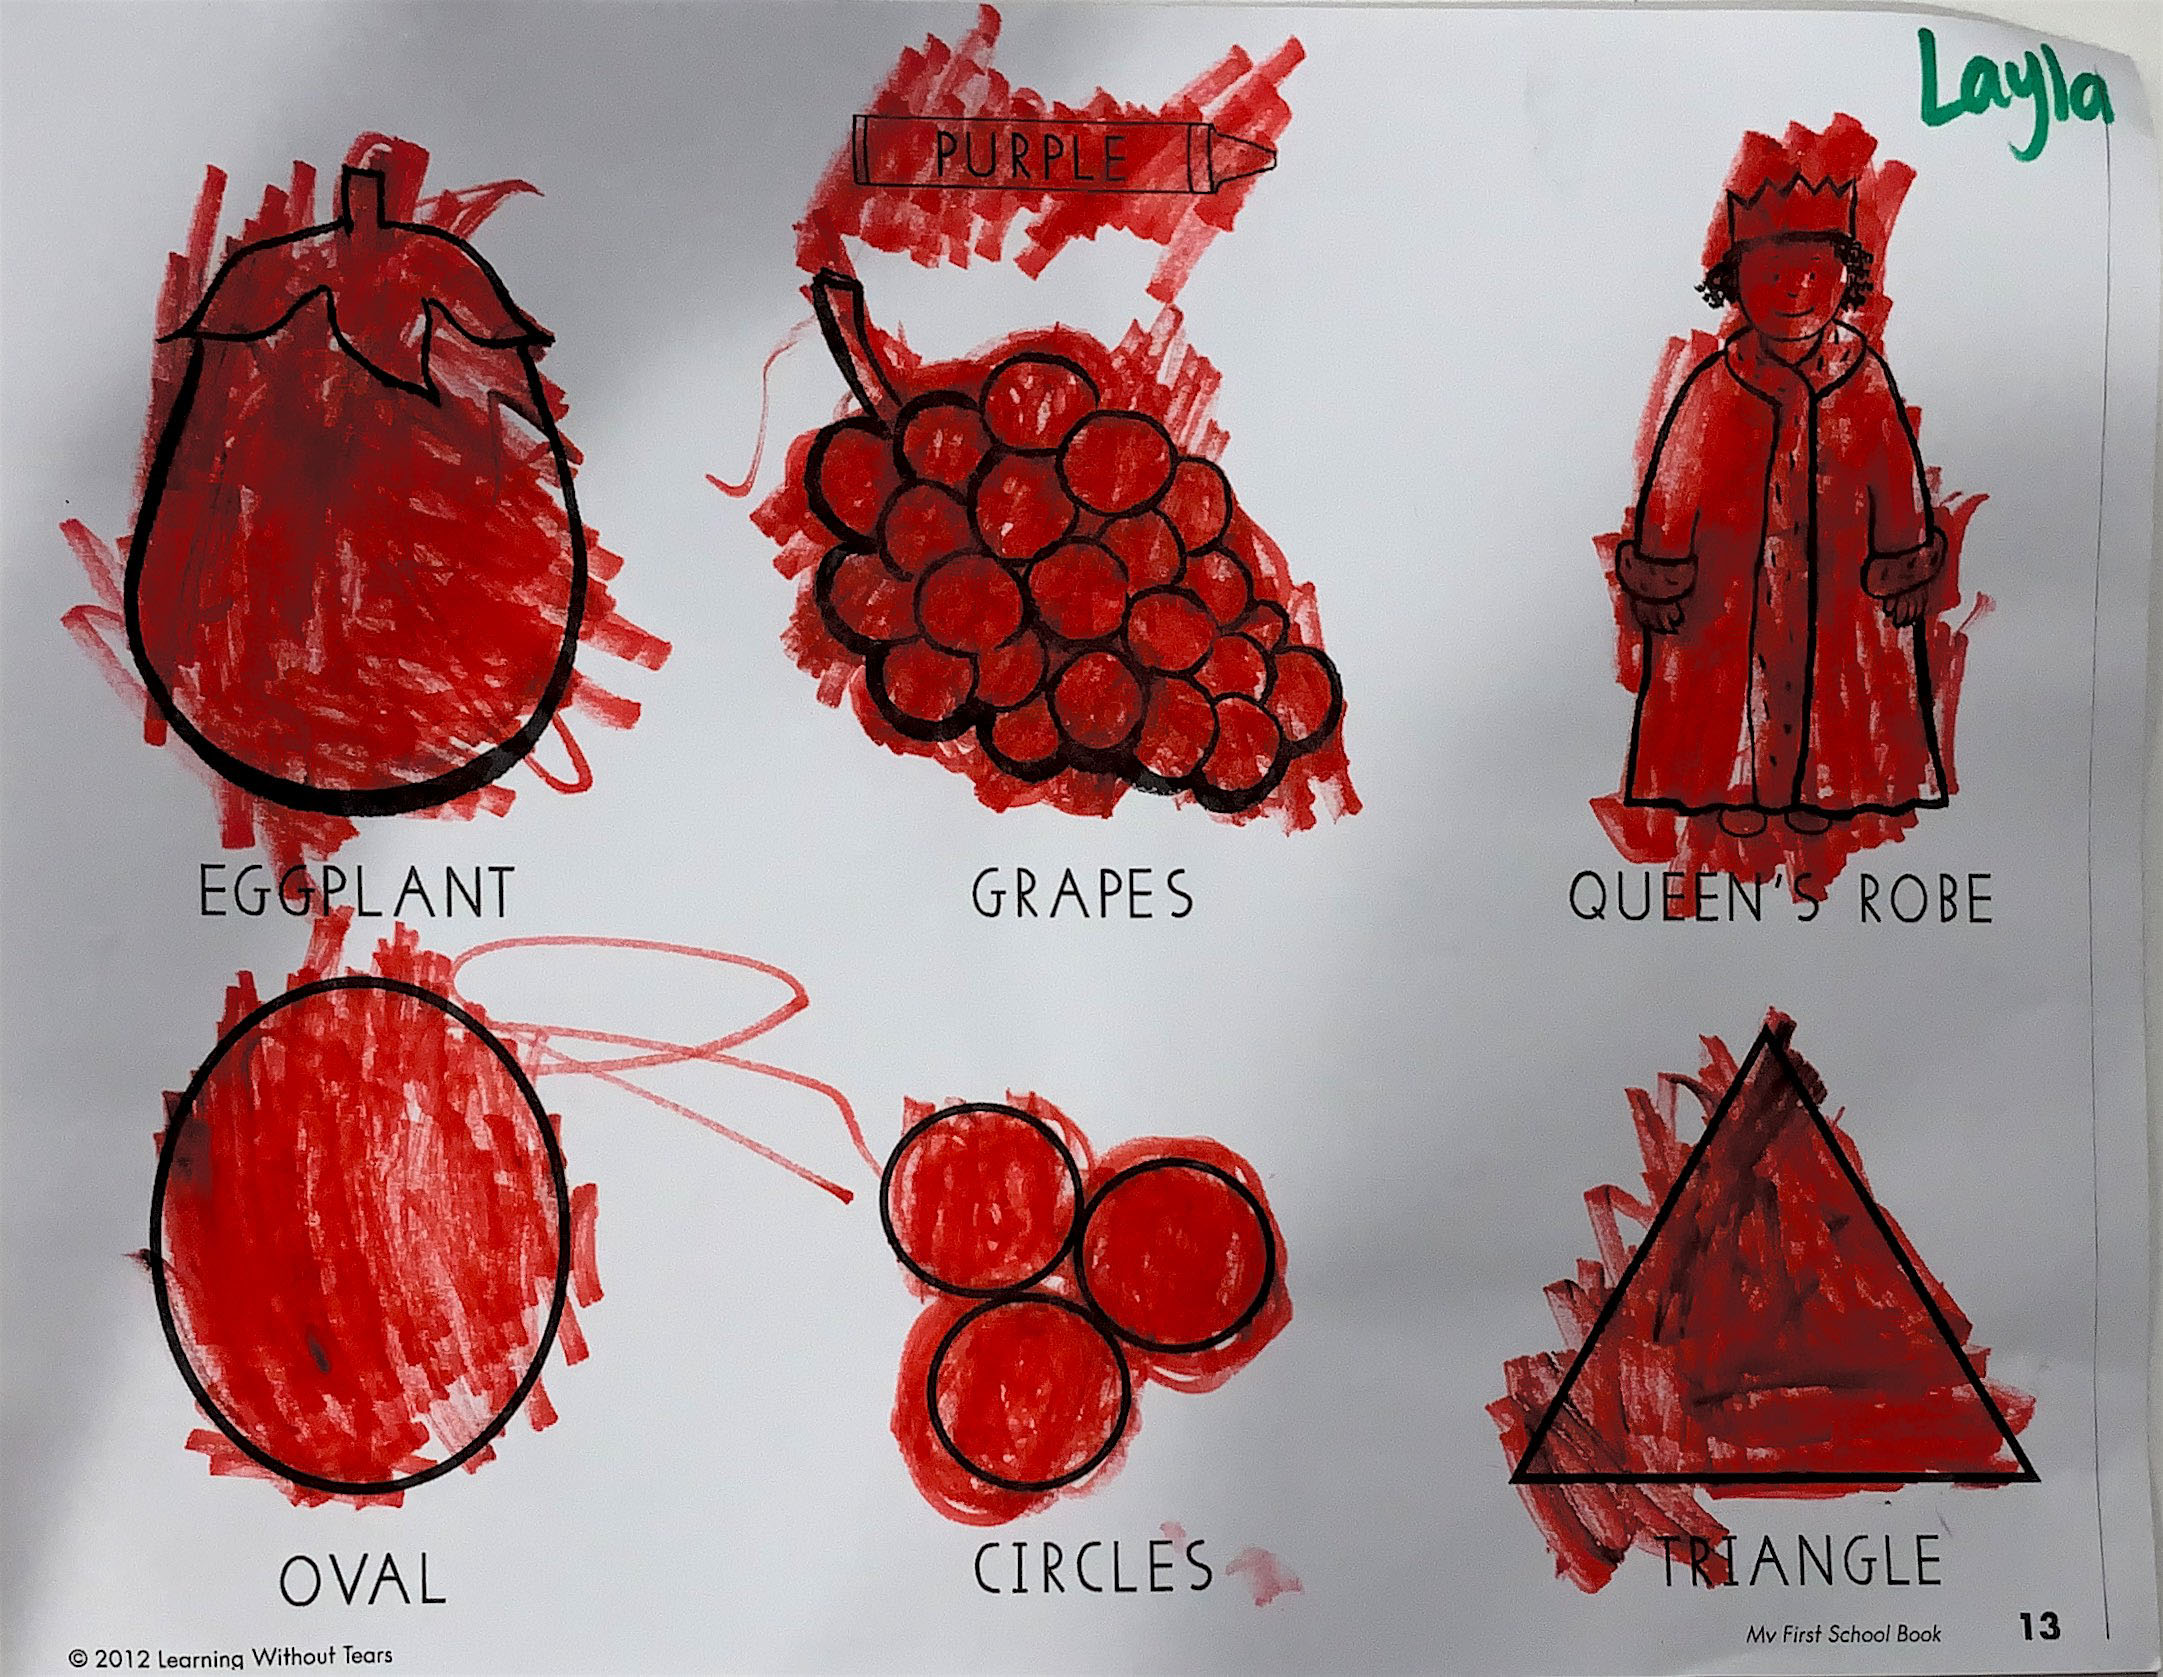 Layla
PURPLE
EGGPLANT
GRAPES
QUEEN'S ROBE
OVAL
CIRCLES
TRIANGLE
My First School Book 13
© 2012 Learning Without Tears